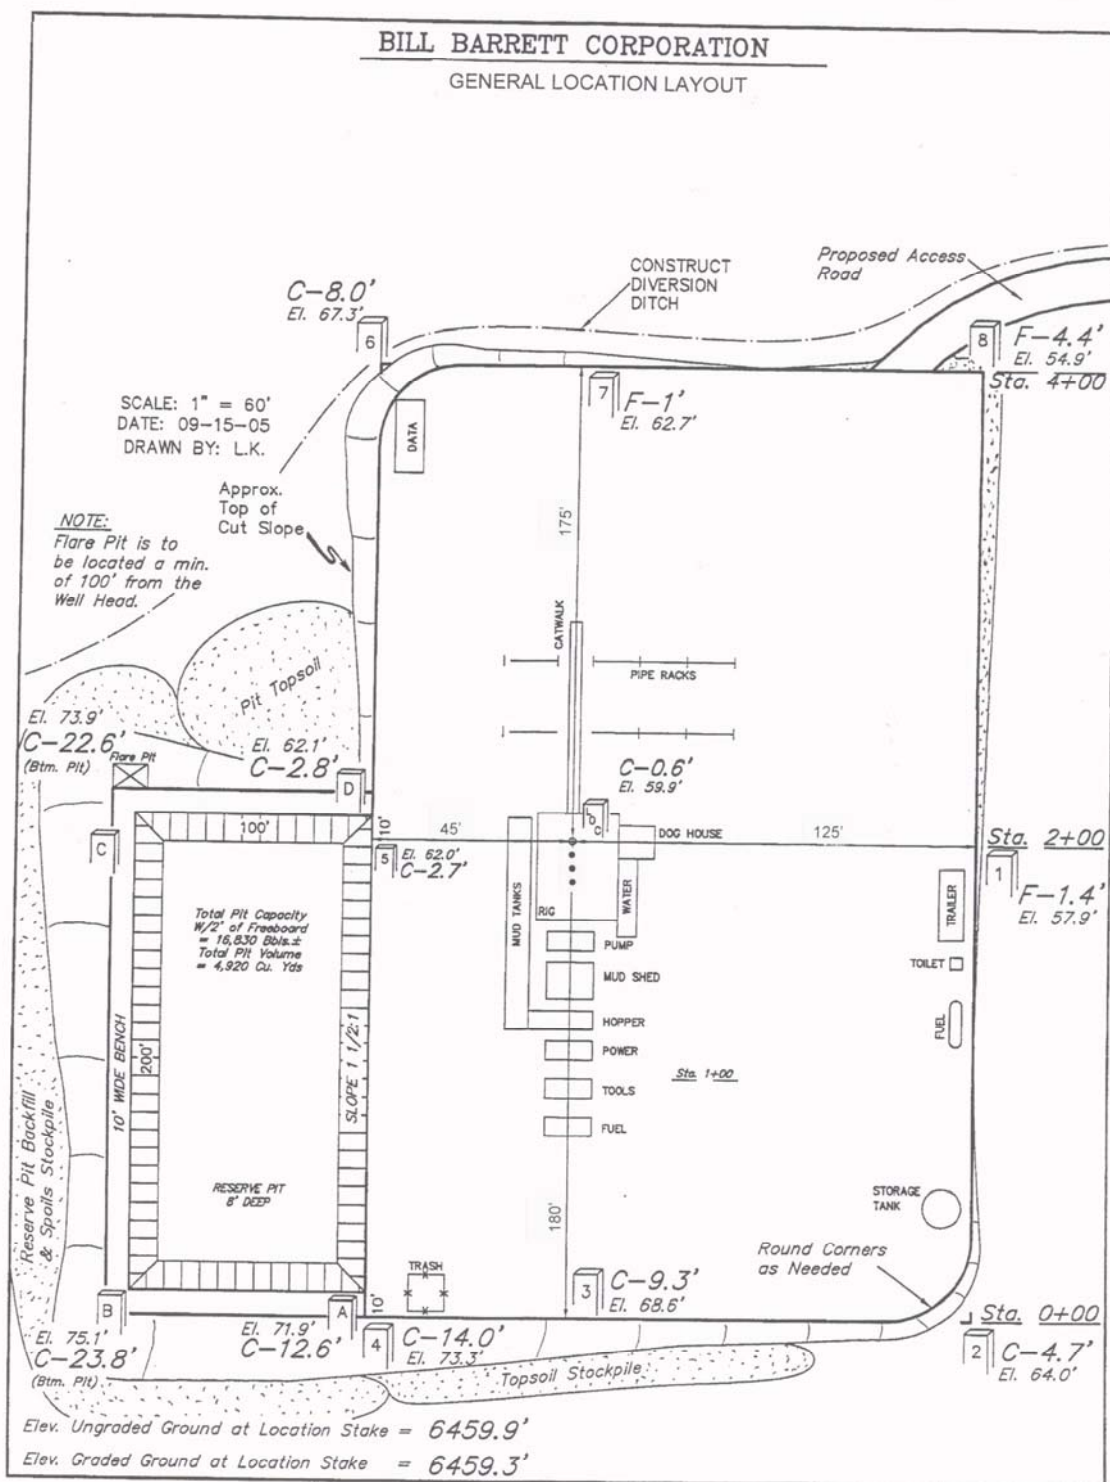 BILL BARRETT CORPORATION
GENERAL LOCATION LAYOUT
Proposed Access
Road
CONSTRUCT
DIVERSION
DITCH
C-8.0'
El. 67.3'
6
8
F-4.4'
El. 54.9'
Sta. 4+00
7
F-1'
El. 62.7'
SCALE: 1" = 60'
DATE: 09-15-05
DRAWN BY: L.K.
DATA
Approx.
Top of
Cut Slope
175'
NOTE:
Flare Pit is to
be located a min.
of 100' from the
Well Head.
CATWALK
PIPE RACKS
Pit Topsoil
El. 73.9'
C-22.6'
(Btm. Pit)
Flare Pit
El. 62.1'
C-2.8'
D
C-0.6'
El. 59.9'
LOC
C
100'
10'
45'
DOG HOUSE
125'
Sta. 2+00
5
El. 62.0'
C-2.7'
1
F-1.4'
El. 57.9'
MUD TANKS
RIG
WATER
TRAILER
Total Pit Capacity
W/2' of Freeboard
= 16,830 Bbls.±
Total Pit Volume
= 4,920 Cu. Yds
PUMP
MUD SHED
TOILET
HOPPER
FUEL
POWER
Sta. 1+00
TOOLS
FUEL
10' WIDE BENCH
200'
SLOPE 1 1/2:1
Reserve Pit Backfill
& Spoils Stockpile
RESERVE PIT
8' DEEP
180'
STORAGE
TANK
Round Corners
as Needed
TRASH
10'
3
C-9.3'
El. 68.6'
B
A
El. 75.1'
C-23.8'
(Btm. Pit)
El. 71.9'
C-12.6'
4
C-14.0'
El. 73.3'
Sta. 0+00
2
C-4.7'
El. 64.0'
Topsoil Stockpile
Elev. Ungraded Ground at Location Stake = 6459.9'
Elev. Graded Ground at Location Stake = 6459.3'